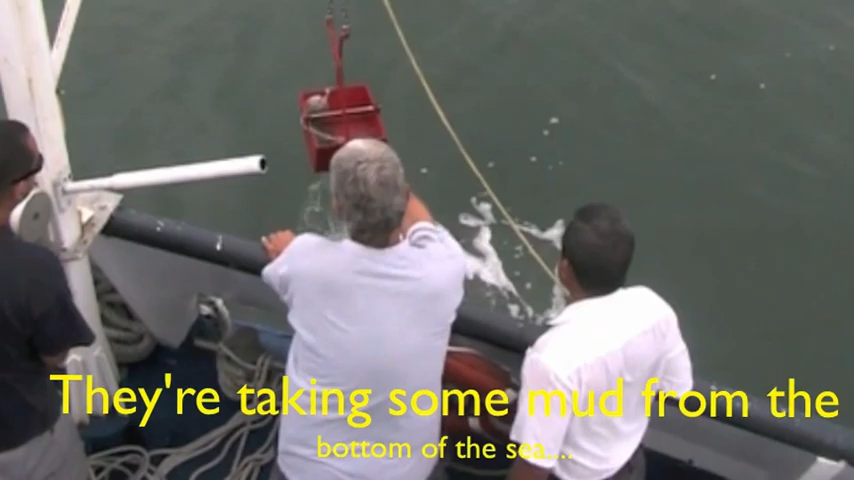 They're taking some mud from the
bottom of the sea....